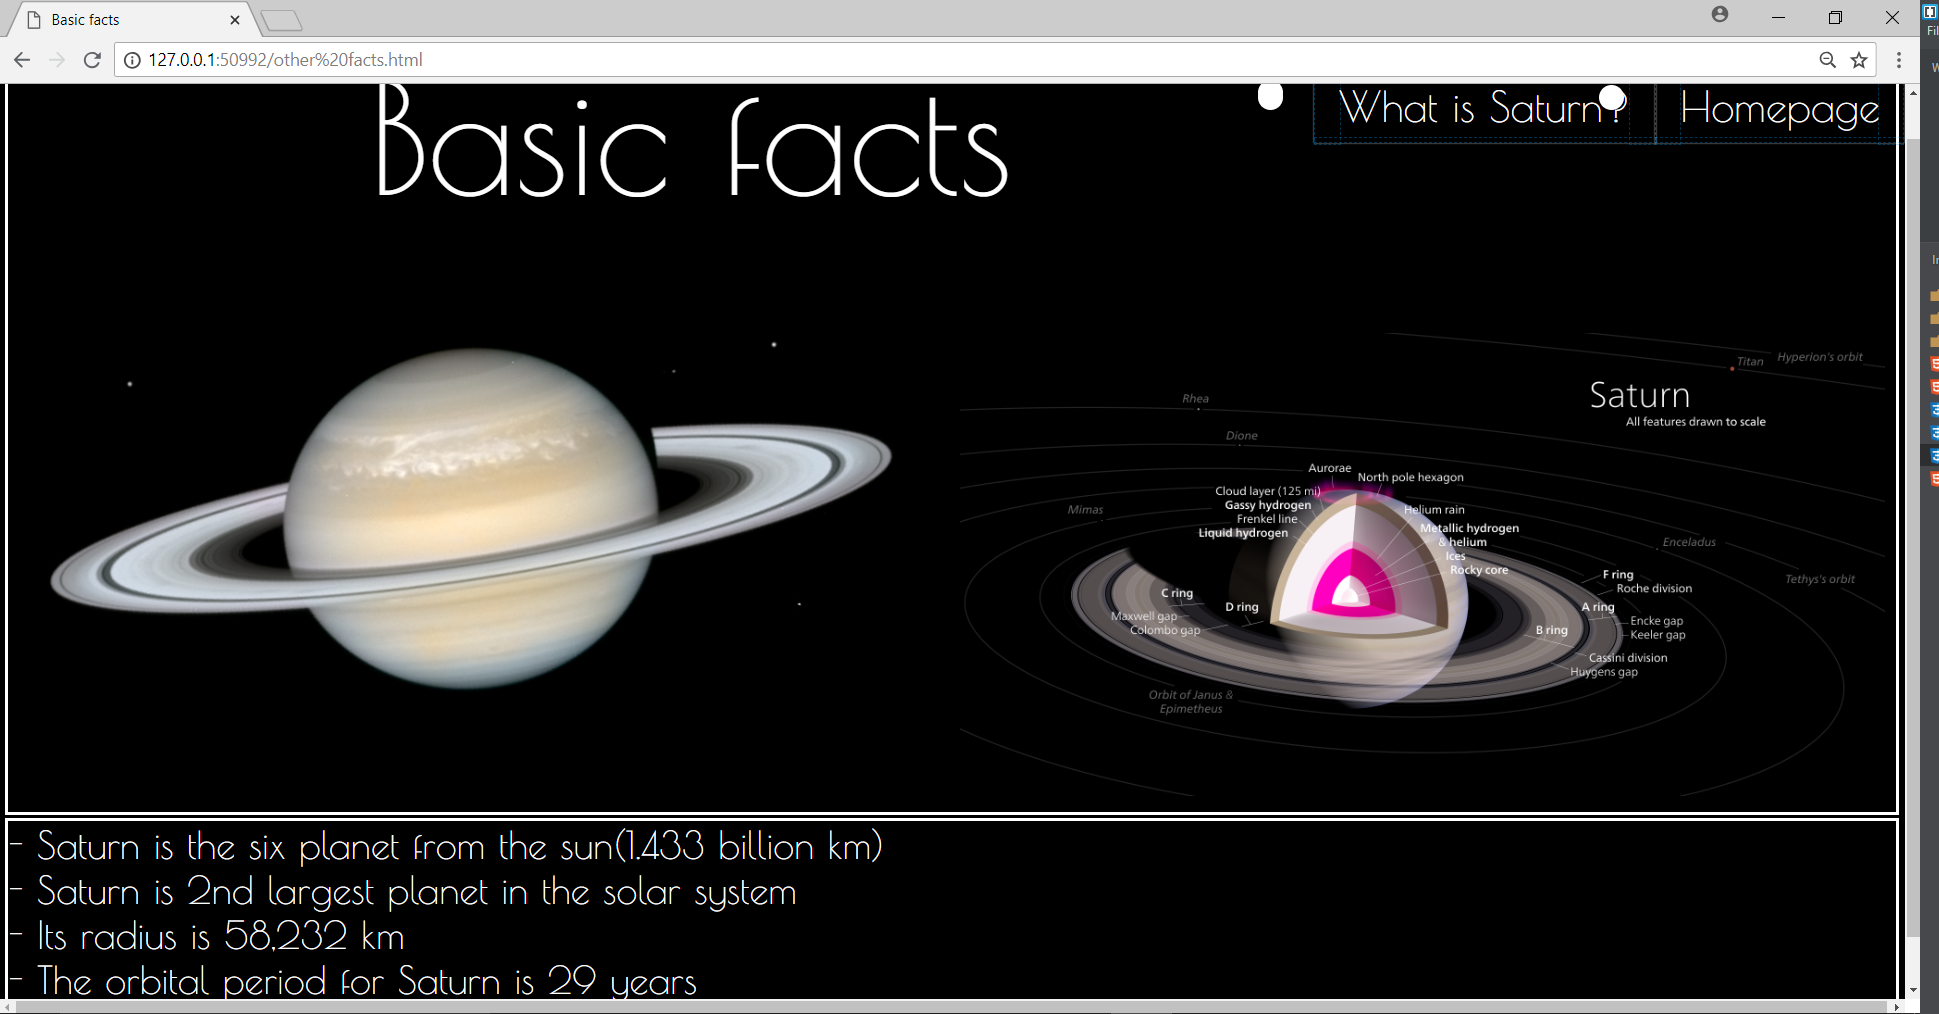 Basic facts
127.0.0.1:50992/other%20facts.html
Fil
Basic facts
What is Saturn?
Homepage
Titan
Hyperion's orbit
Saturn
All features drawn to scale
Rhea
Dione
Aurorae
North pole hexagon
Cloud layer (125 mi)
Gassy hydrogen
Frenkel line
Liquid hydrogen
Helium rain
Metallic hydrogen
& helium
Ices
Rocky core
Mimas
Enceladus
Tethys's orbit
F ring
Roche division
A ring
Encke gap
Keeler gap
B ring
Cassini division
Huygens gap
C ring
D ring
Maxwell gap
Colombo gap
Orbit of Janus &
Epimetheus
- Saturn is the six planet from the sun(1.433 billion km)
- Saturn is 2nd largest planet in the solar system
- Its radius is 58,232 km
- The orbital period for Saturn is 29 years